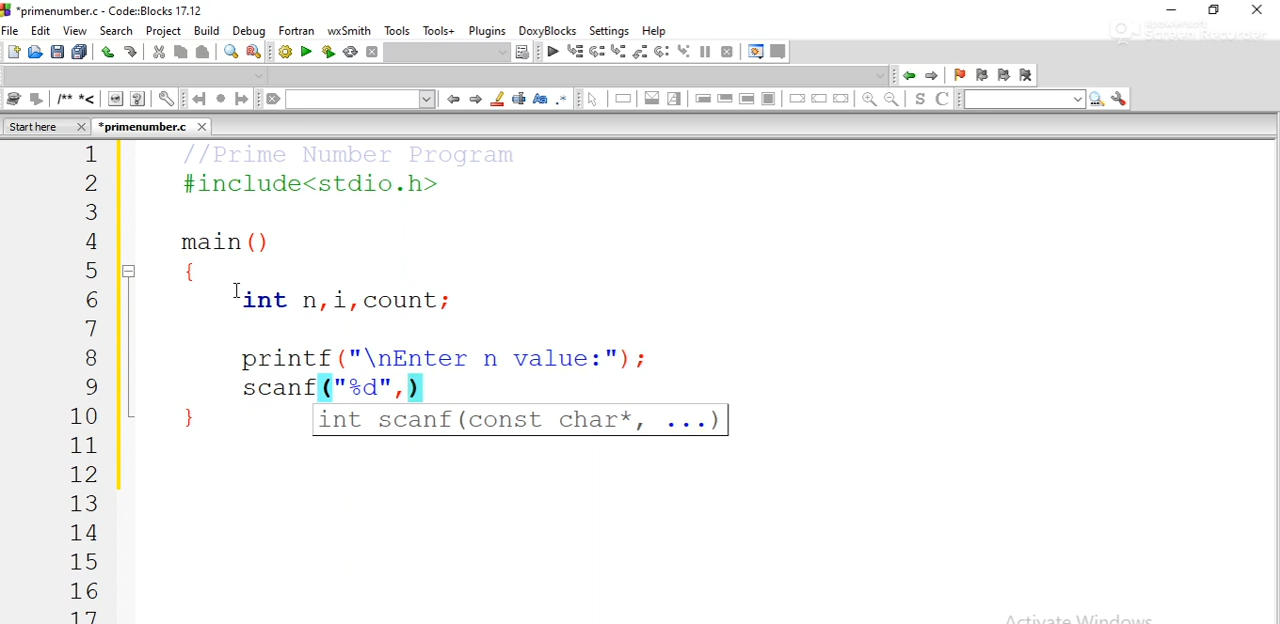 *primenumber.c - Code::Blocks 17.12
File Edit View Search Project Build Debug Fortran wxSmith Tools Tools+ Plugins DoxyBlocks Settings Help
/** *<
S C
Start here *primenumber.c
1 //Prime Number Program
2 #include<stdio.h>
3
4 main()
5 {
6 int n,i,count;
7
8 printf("\nEnter n value:");
9 scanf("%d",)
int scanf(const char*, ...)
10 }
11
12
13
14
15
16
17
Activate Windows
Screen Recorder